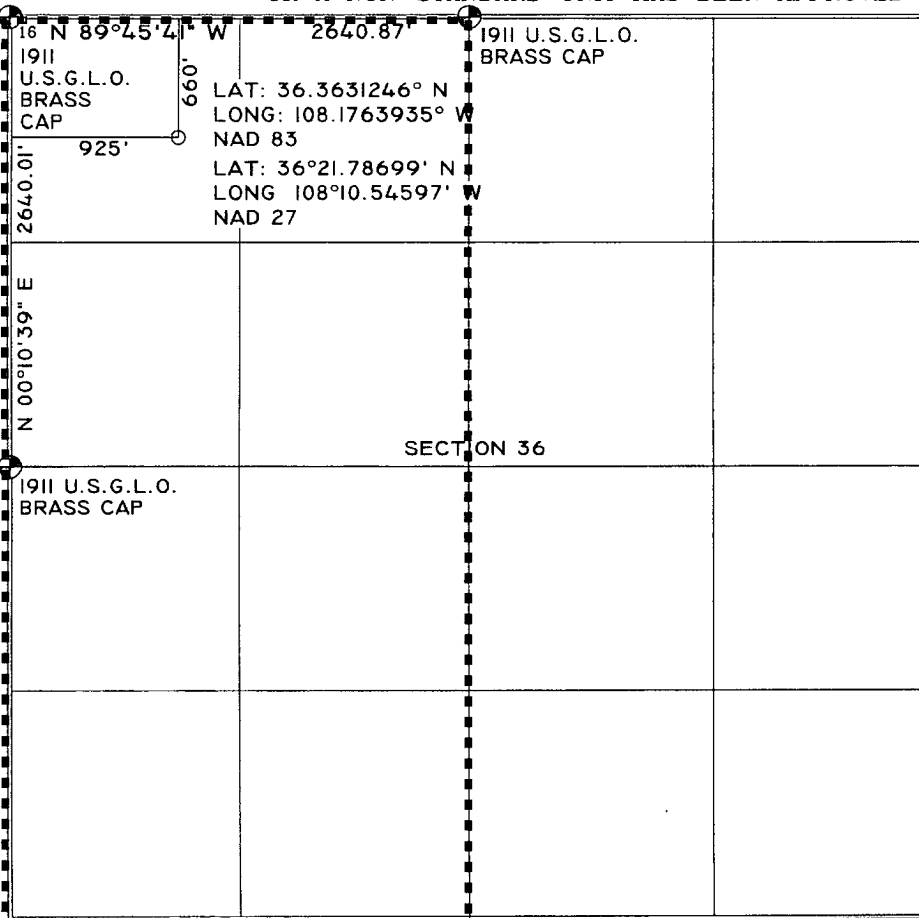 16 N 89°45'41" W 2640.87'
1911
U.S.G.L.O.
BRASS
CAP
660'
925'
LAT: 36.3631246° N
LONG: 108.1763935° W
NAD 83
LAT: 36°21.78699' N
LONG 108°10.54597' W
NAD 27
1911 U.S.G.L.O.
BRASS CAP
2640.01'
N 00°10'39" E
SECTION 36
1911 U.S.G.L.O.
BRASS CAP